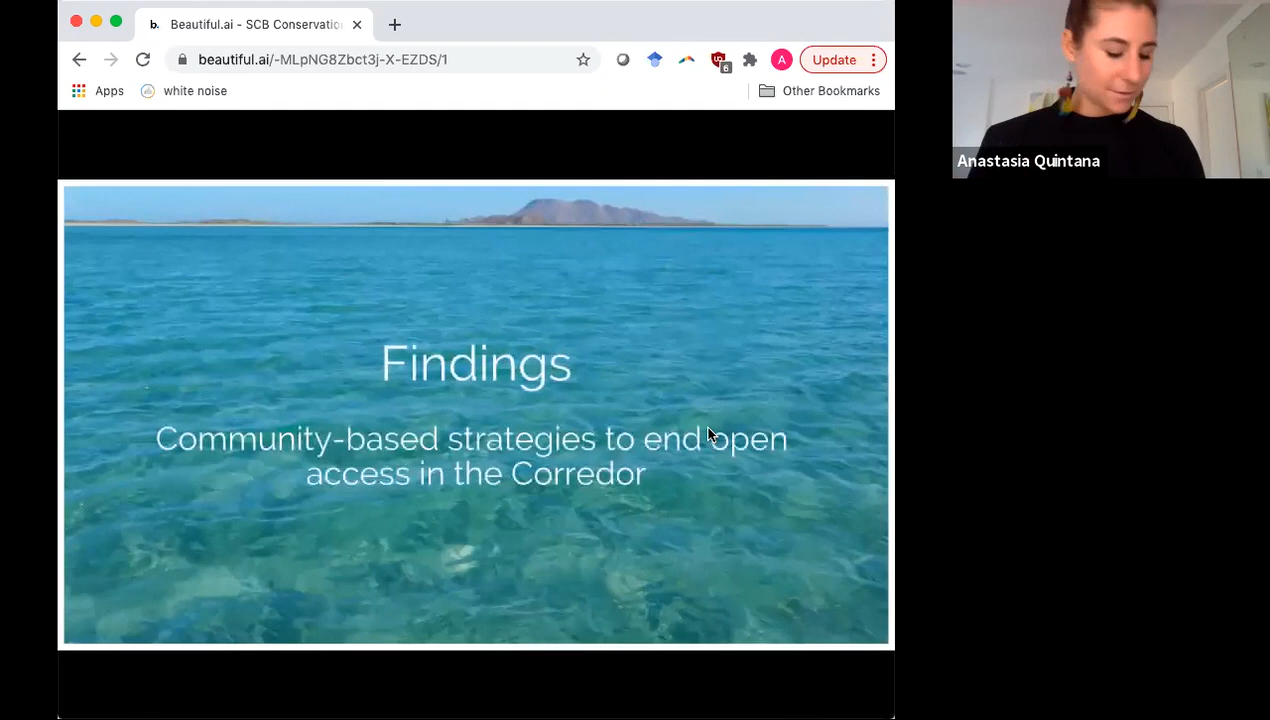 b. Beautiful.ai - SCB Conservatio
beautiful.ai/-MLpNG8Zbct3j-X-EZDS/1
6
A
Update
Apps
white noise
Other Bookmarks
Anastasia Quintana
Findings
Community-based strategies to end open
access in the Corredor